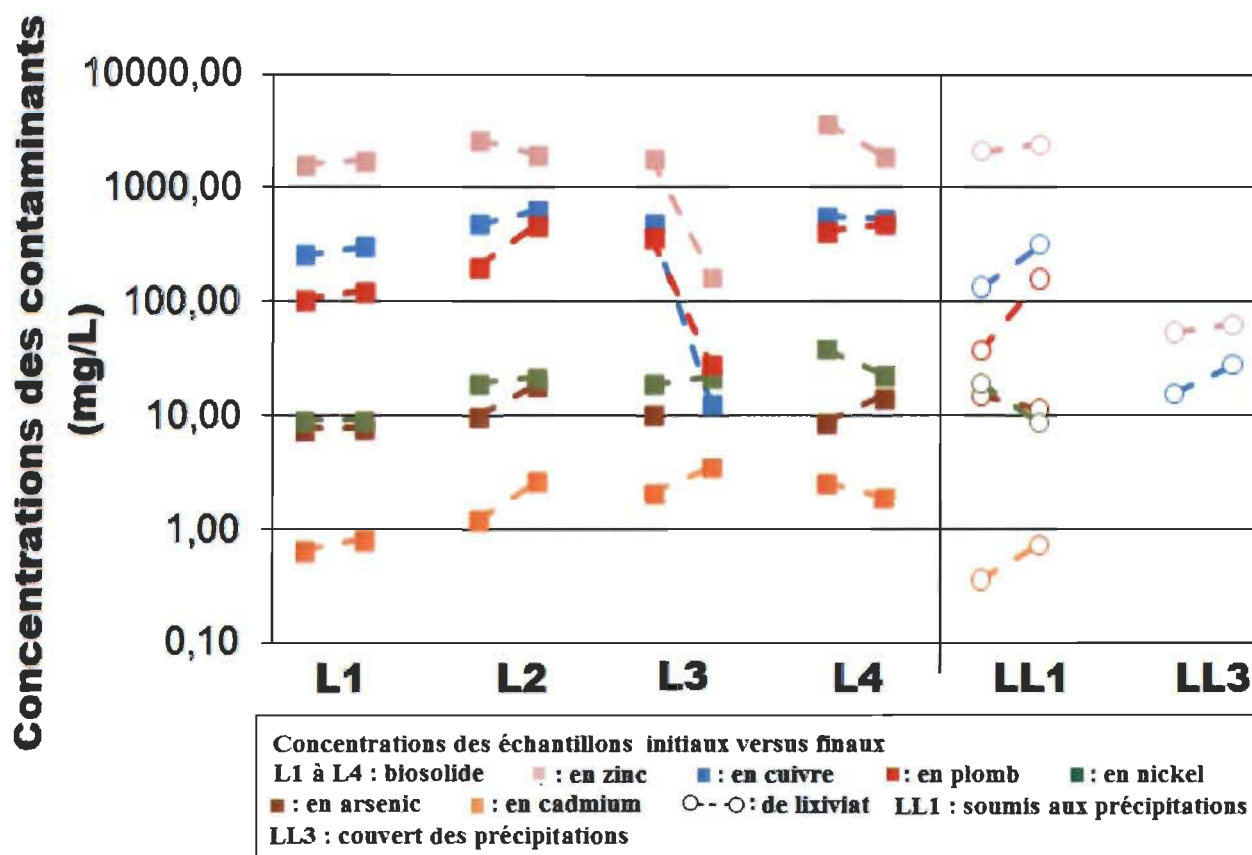 Concentrations des contaminants
(mg/L)
10000,00
1000,00
100,00
10,00
1,00
0,10
L1 L2 L3 L4 LL1 LL3
Concentrations des échantillons initiaux versus finaux
L1 à L4 : biosolide : en zinc : en cuivre : en plomb : en nickel
: en arsenic : en cadmium : de lixiviat LL1 : soumis aux précipitations
LL3 : couvert des précipitations